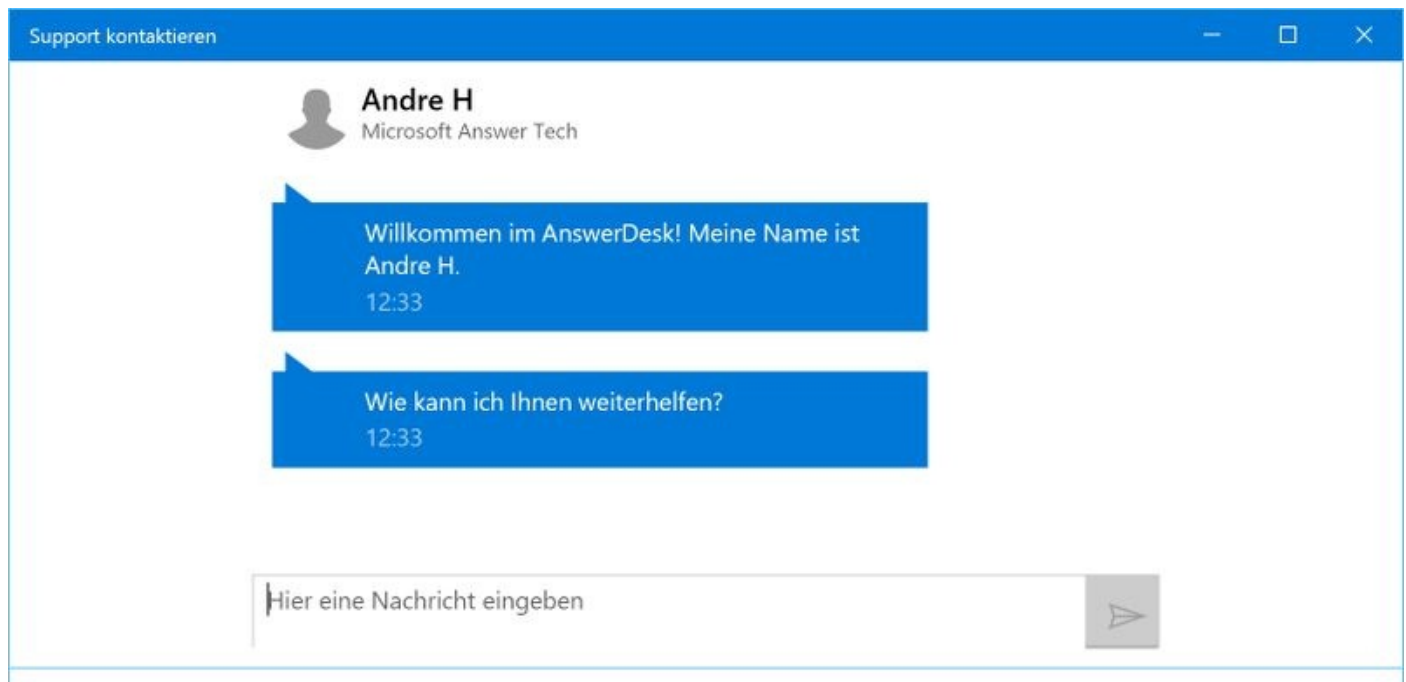 Support kontaktieren
Andre H
Microsoft Answer Tech
Willkommen im AnswerDesk! Meine Name ist
Andre H.
12:33
Wie kann ich Ihnen weiterhelfen?
12:33
Hier eine Nachricht eingeben